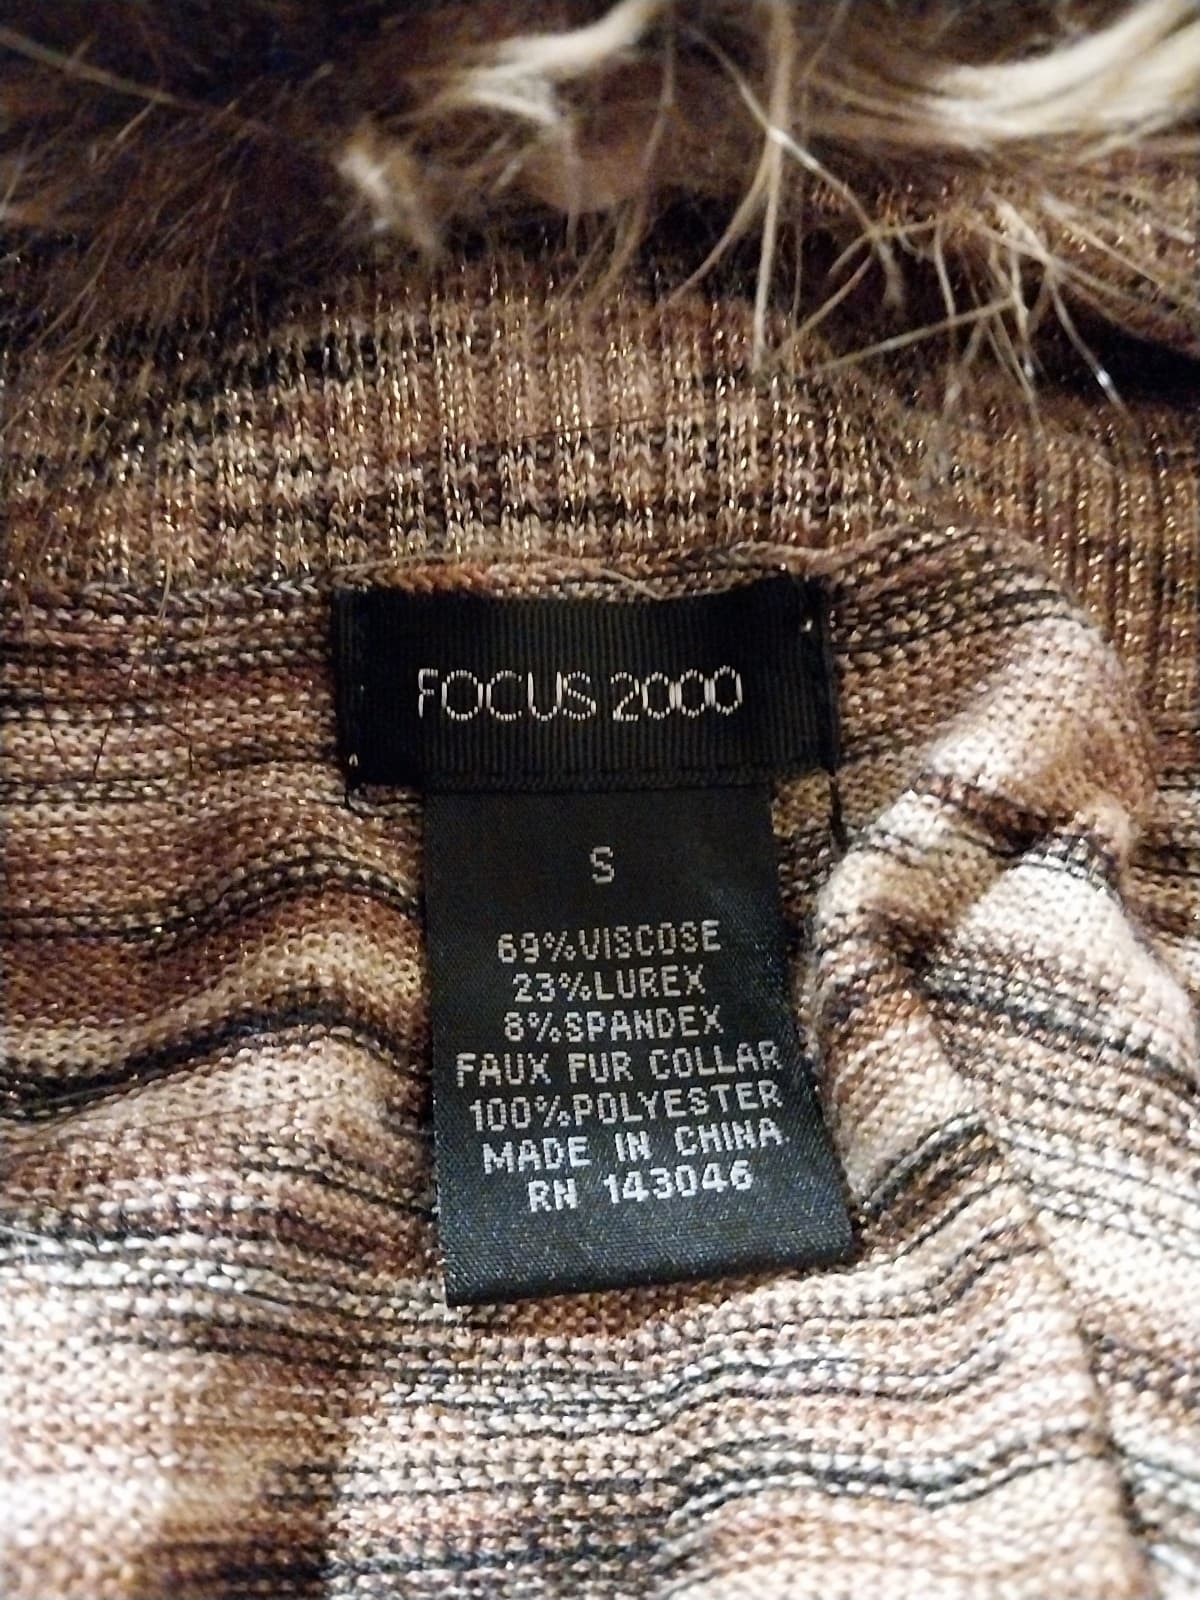 FOCUS 2000
S
69%VISCOSE
23%LUREX
8%SPANDEX
FAUX FUR COLLAR
100%POLYESTER
MADE IN CHINA
RN 143046